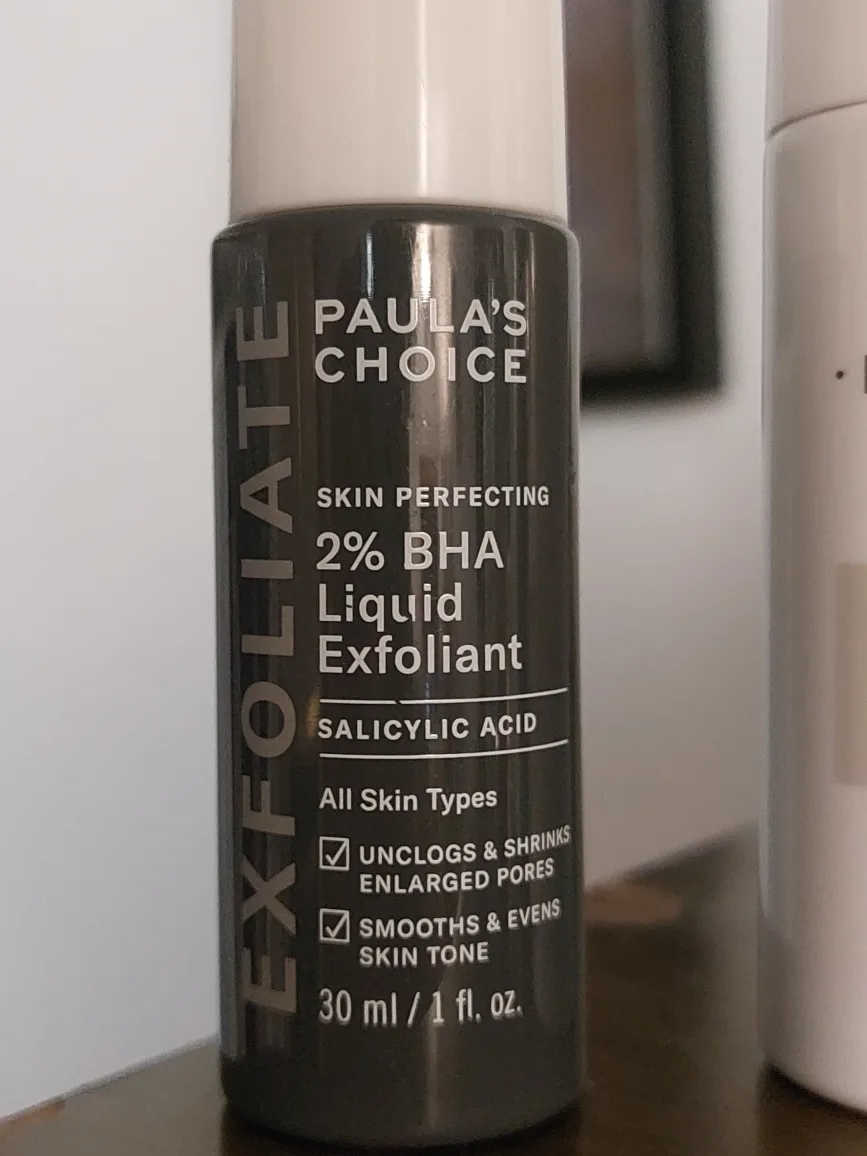 EXFOLIATE
PAULA'S
CHOICE
SKIN PERFECTING
2% BHA
Liquid
Exfoliant
SALICYLIC ACID
All Skin Types
☑ UNCLOGS & SHRINKS
ENLARGED PORES
☑ SMOOTHS & EVENS
SKIN TONE
30 ml / 1 fl. oz.